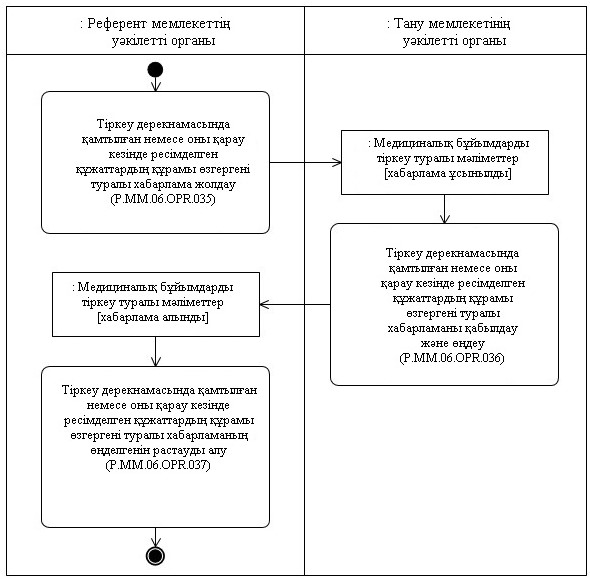 : Референт мемлекеттің
уәкілетті органы
: Тану мемлекетінің
уәкілетті органы
Тіркеу дерекнамасында
қамтылған немесе оны қарау
кезінде ресімделген
құжаттардың құрамы өзгергені
туралы хабарлама жолдау
(P.MM.06.OPR.035)
: Медициналық бұйымдарды
тіркеу туралы мәліметтер
[хабарлама ұсынылды]
Тіркеу дерекнамасында
қамтылған немесе оны
қарау кезінде ресімделген
құжаттардың құрамы
өзгергені туралы
хабарламаны қабылдау
және өңдеу
(P.MM.06.OPR.036)
: Медициналық бұйымдарды
тіркеу туралы мәліметтер
[хабарлама алынды]
Тіркеу дерекнамасында қамтылған
немесе оны қарау кезінде
ресімделген құжаттардың құрамы
өзгергені туралы хабарламаның
өңделгенін растауды алу
(P.MM.06.OPR.037)